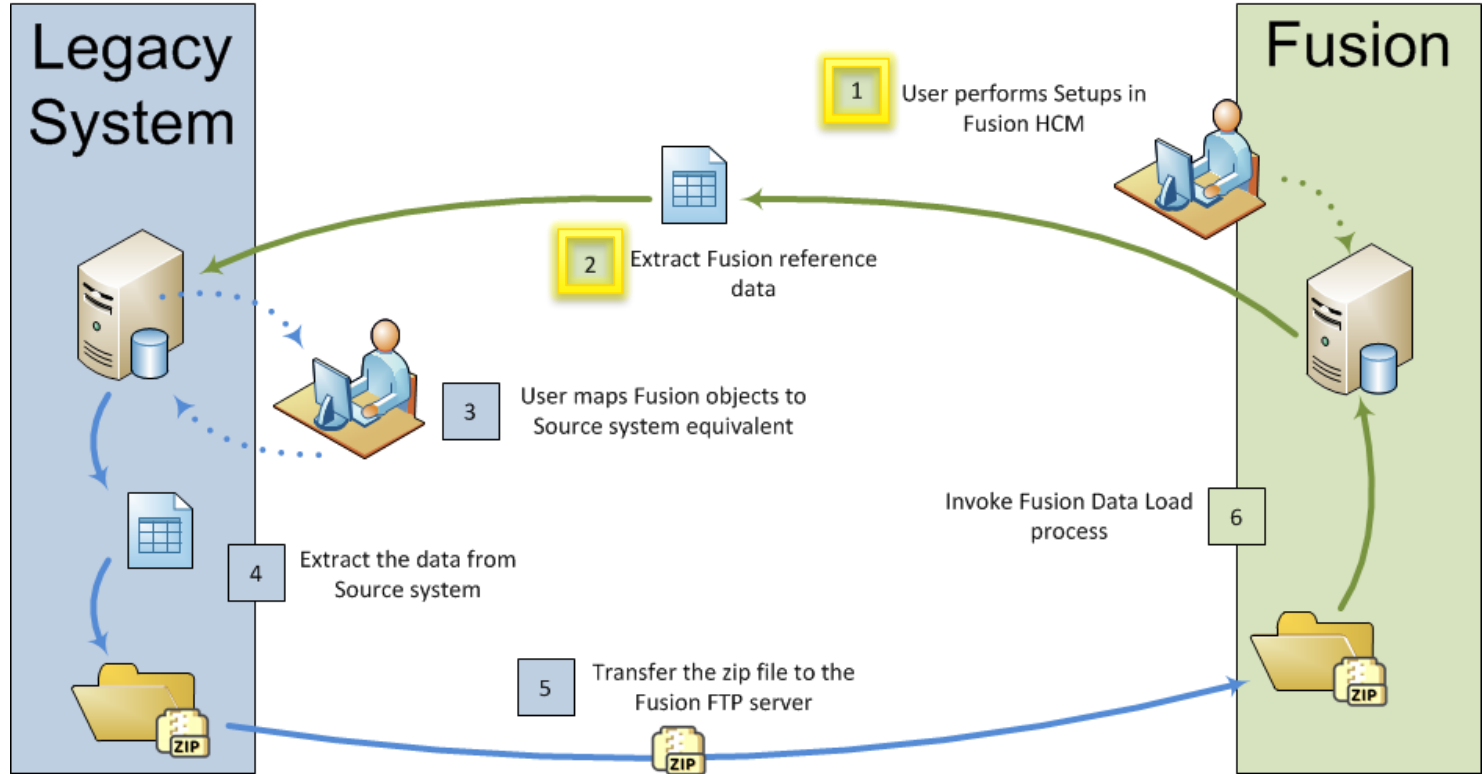 Legacy
System
Fusion
1
User performs Setups in
Fusion HCM
2
Extract Fusion reference
data
3
User maps Fusion objects to
Source system equivalent
4
Extract the data from
Source system
5
Transfer the zip file to the
Fusion FTP server
6
Invoke Fusion Data Load
process
ZIP
ZIP
ZIP